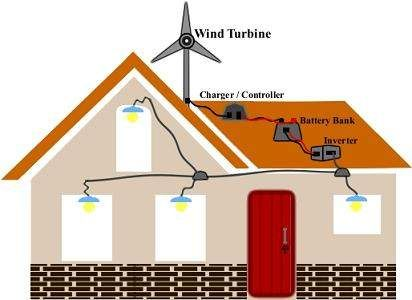 Wind Turbine
Charger / Controller
Battery Bank
Inverter